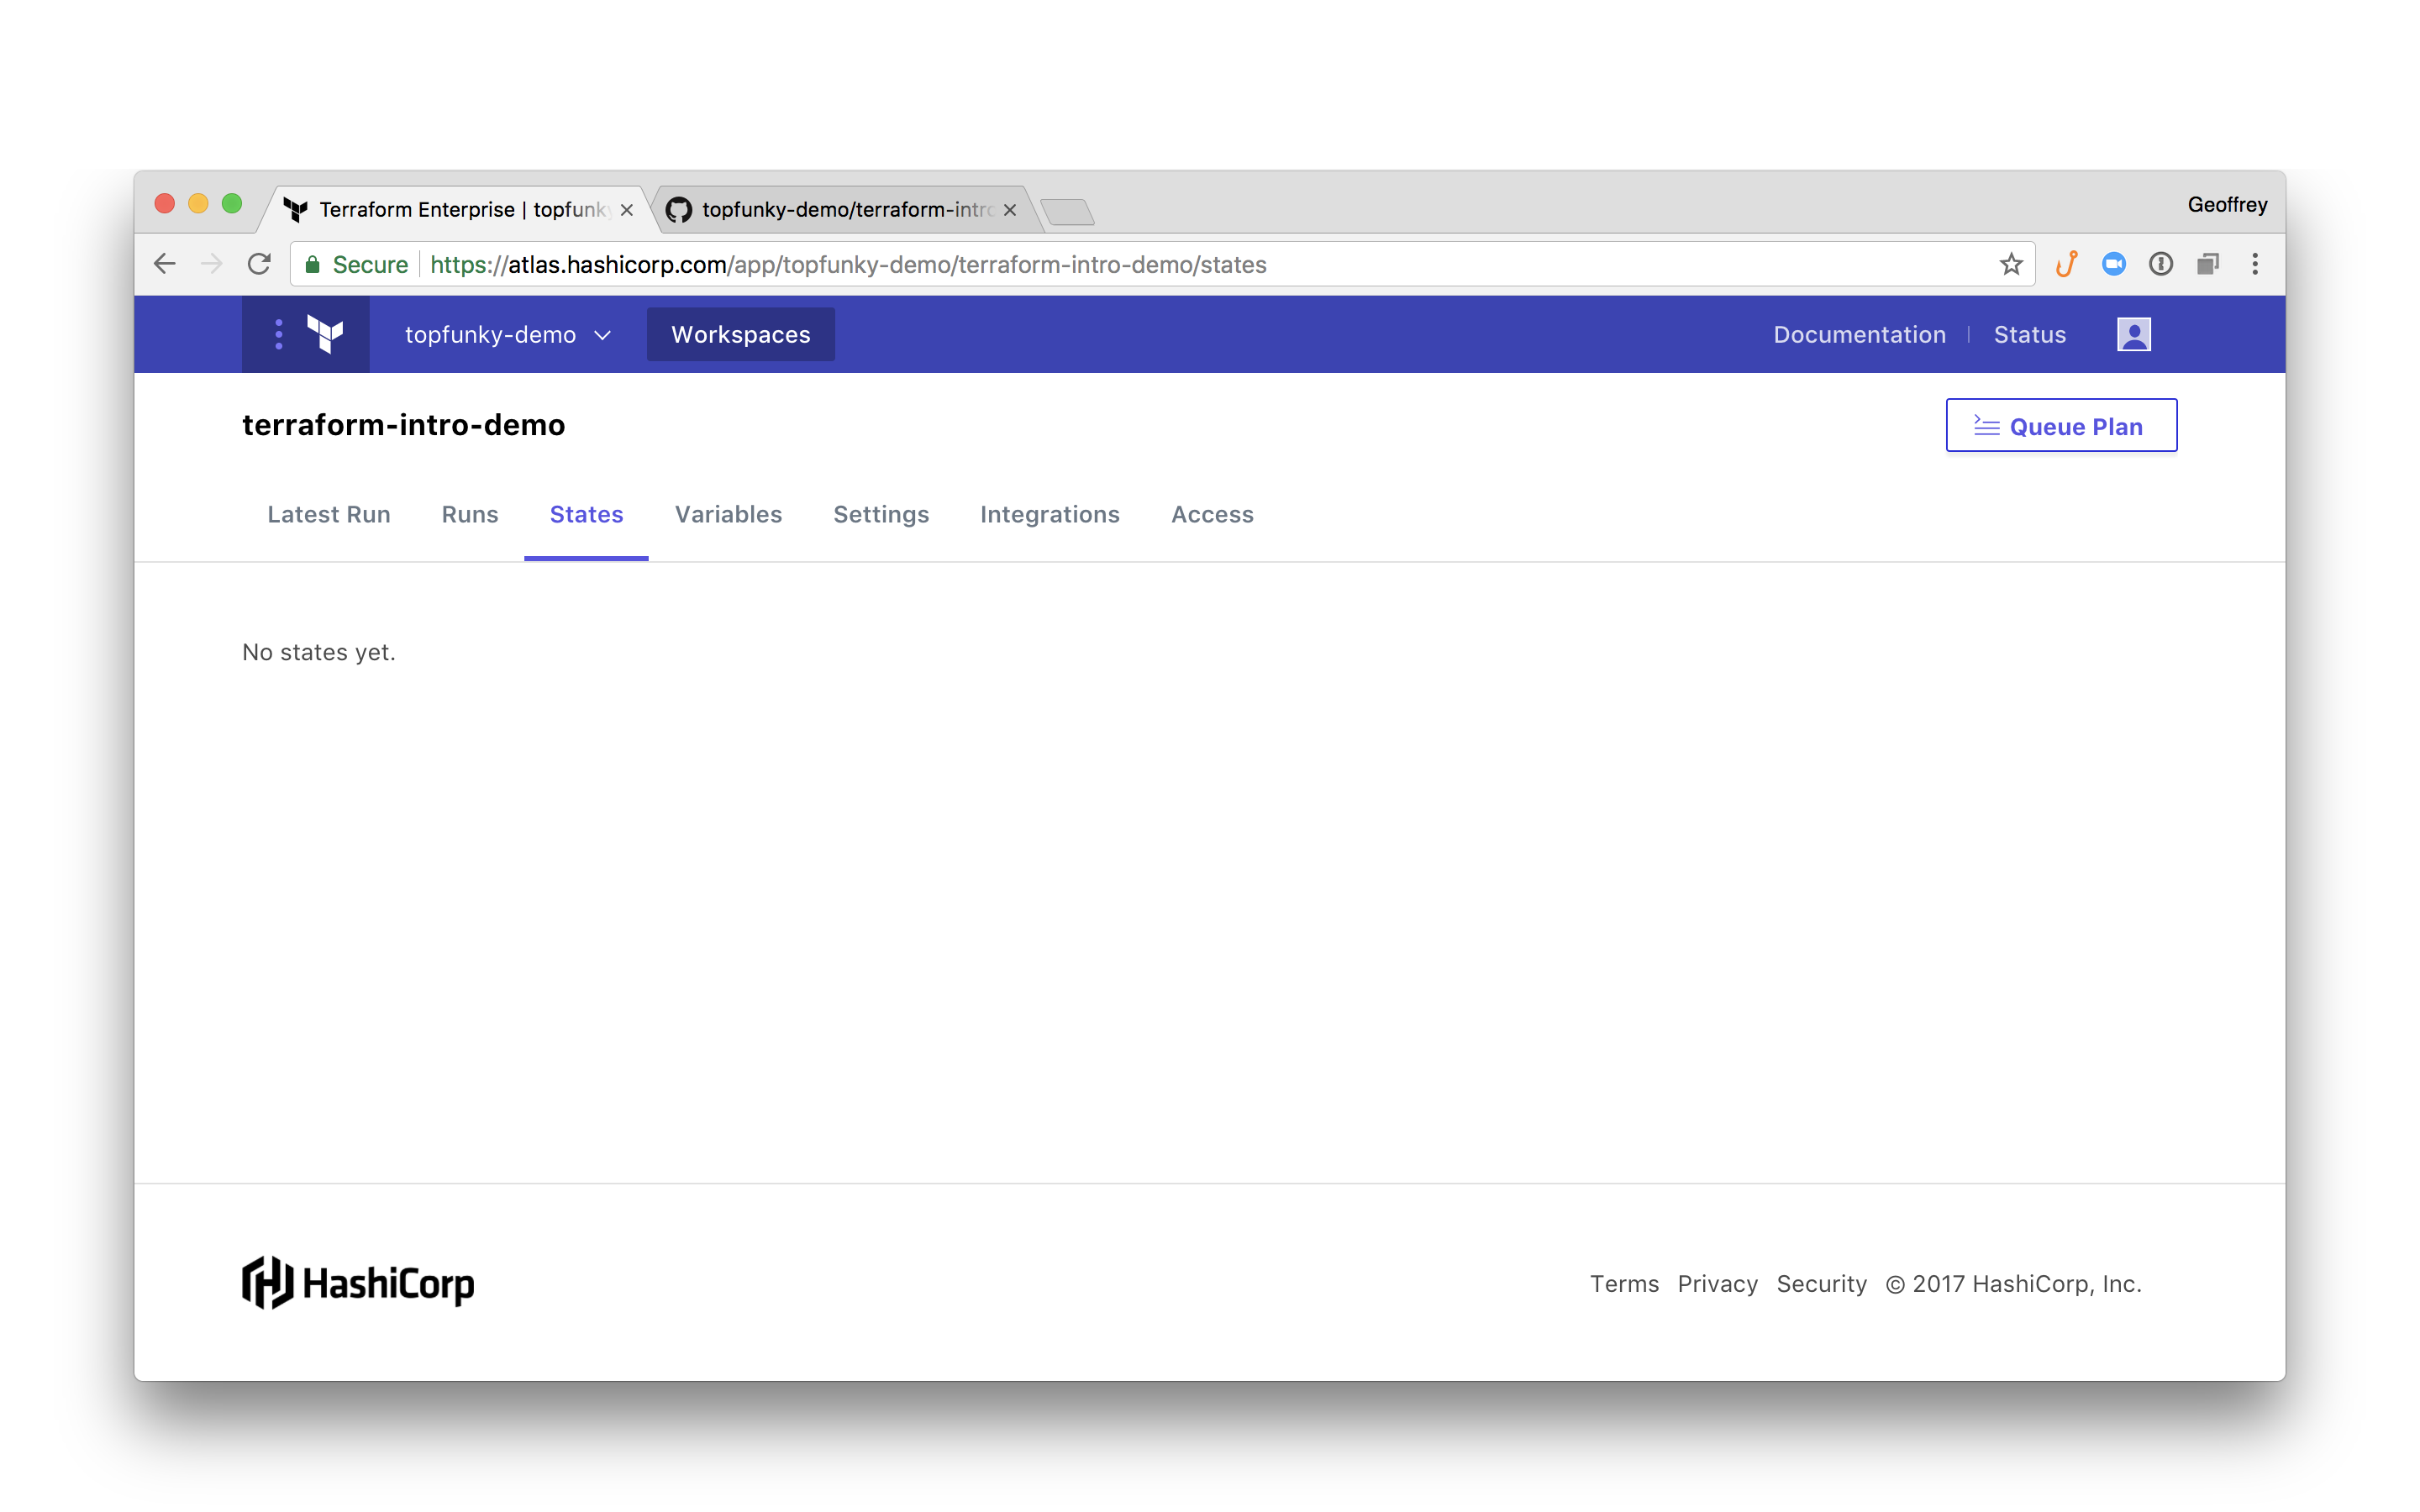 Geoffrey
Terraform Enterprise | topfunky
topfunky-demo/terraform-intro
Secure https://atlas.hashicorp.com/app/topfunky-demo/terraform-intro-demo/states
topfunky-demo Workspaces Documentation Status
terraform-intro-demo
Queue Plan
Latest Run Runs States Variables Settings Integrations Access
No states yet.
HashiCorp
Terms Privacy Security © 2017 HashiCorp, Inc.